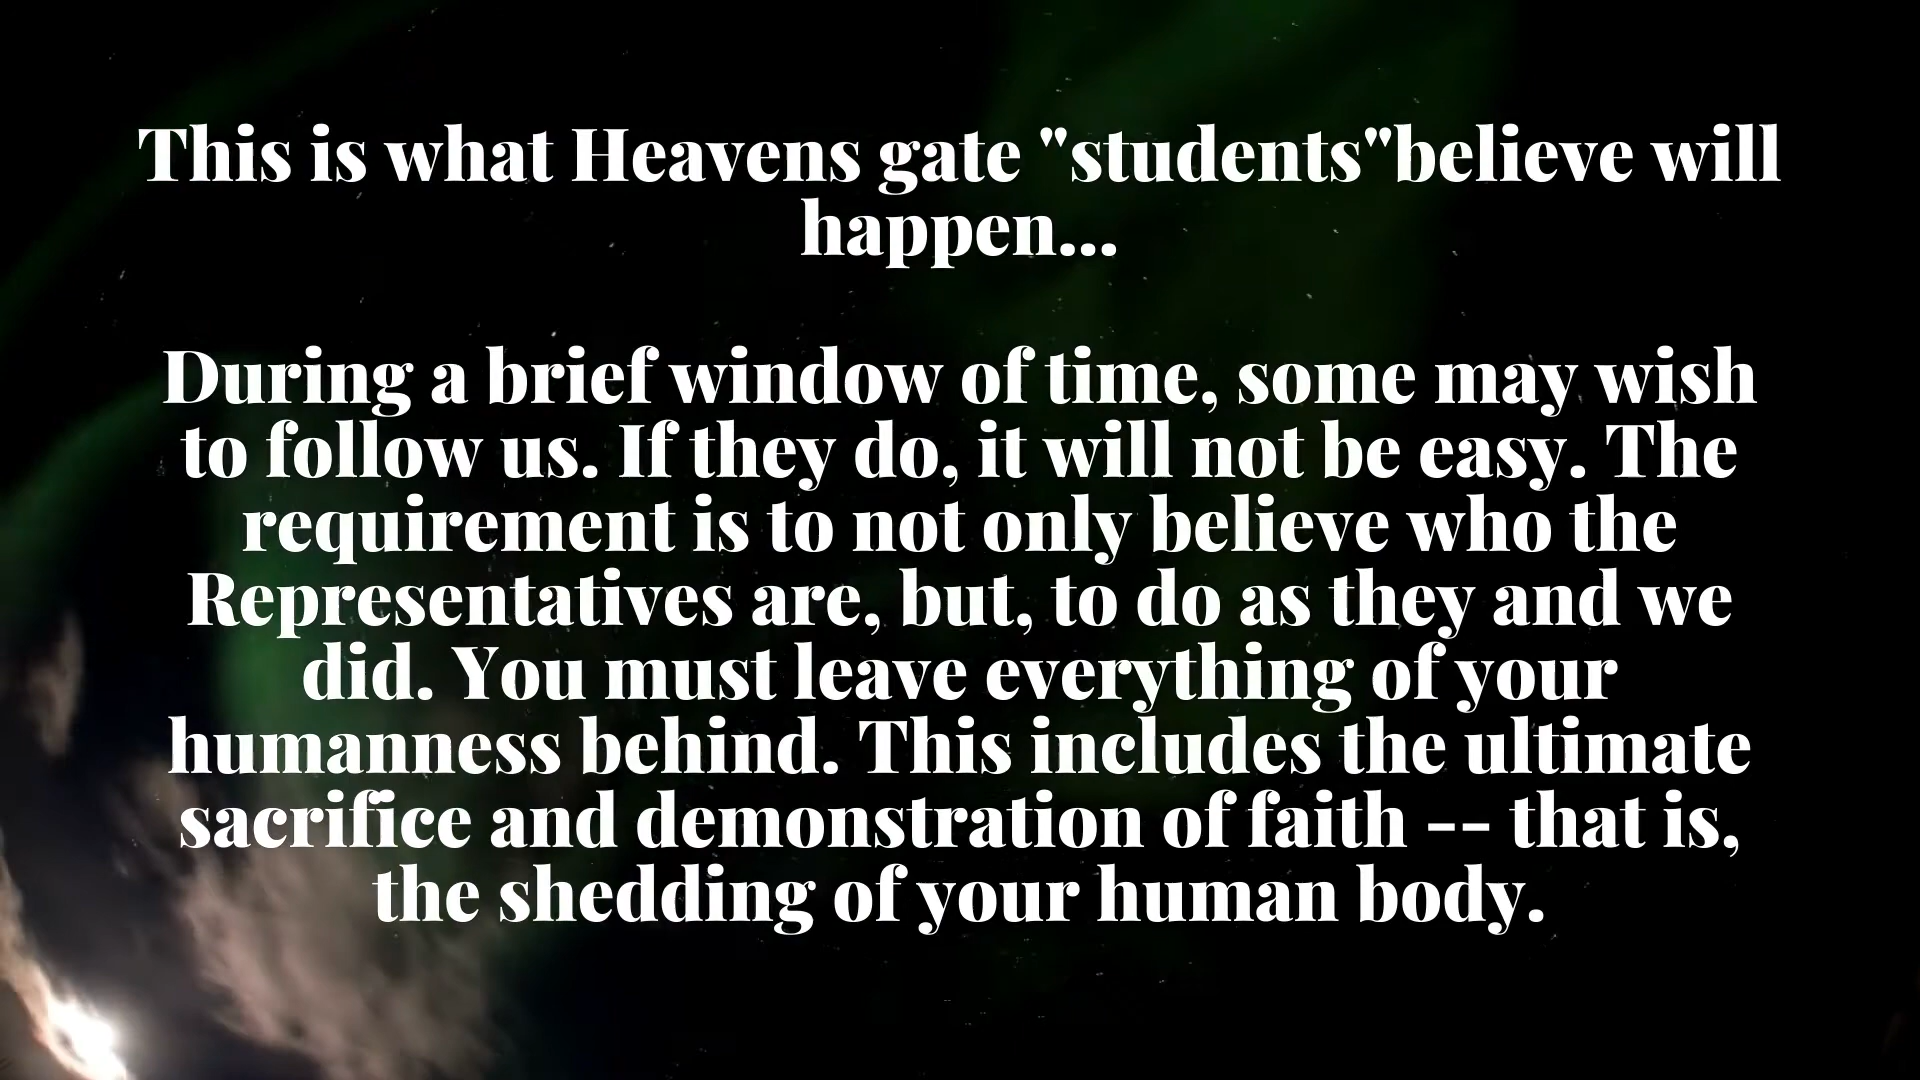 This is what Heavens gate "students"believe will
happen...
During a brief window of time, some may wish
to follow us. If they do, it will not be easy. The
requirement is to not only believe who the
Representatives are, but, to do as they and we
did. You must leave everything of your
humanness behind. This includes the ultimate
sacrifice and demonstration of faith -- that is,
the shedding of your human body.